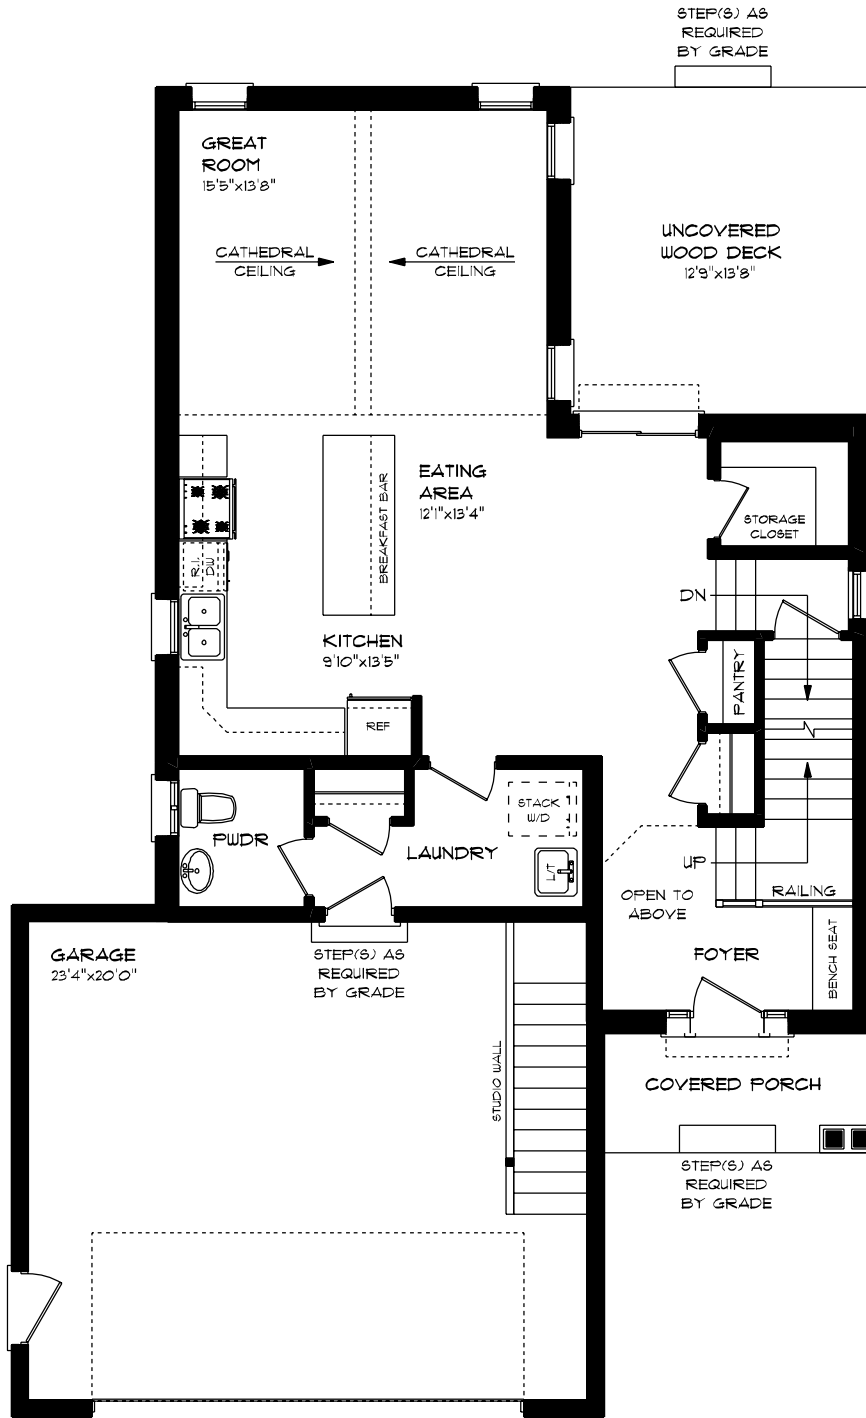 STEP(S) AS
REQUIRED
BY GRADE
GREAT
ROOM
15'5"x13'8"
UNCOVERED
WOOD DECK
12'9"x13'8"
CATHEDRAL
CEILING
CATHEDRAL
CEILING
EATING
AREA
12'1"x13'4"
BREAKFAST BAR
STORAGE
CLOSET
R.I.
DW
DN
KITCHEN
9'10"x13'5"
PANTRY
REF
STACK
W/D
PWDR
LAUNDRY
L/T
UP
RAILING
OPEN TO
ABOVE
BENCH SEAT
FOYER
GARAGE
23'4"x20'0"
STEP(S) AS
REQUIRED
BY GRADE
STUDIO WALL
COVERED PORCH
STEP(S) AS
REQUIRED
BY GRADE